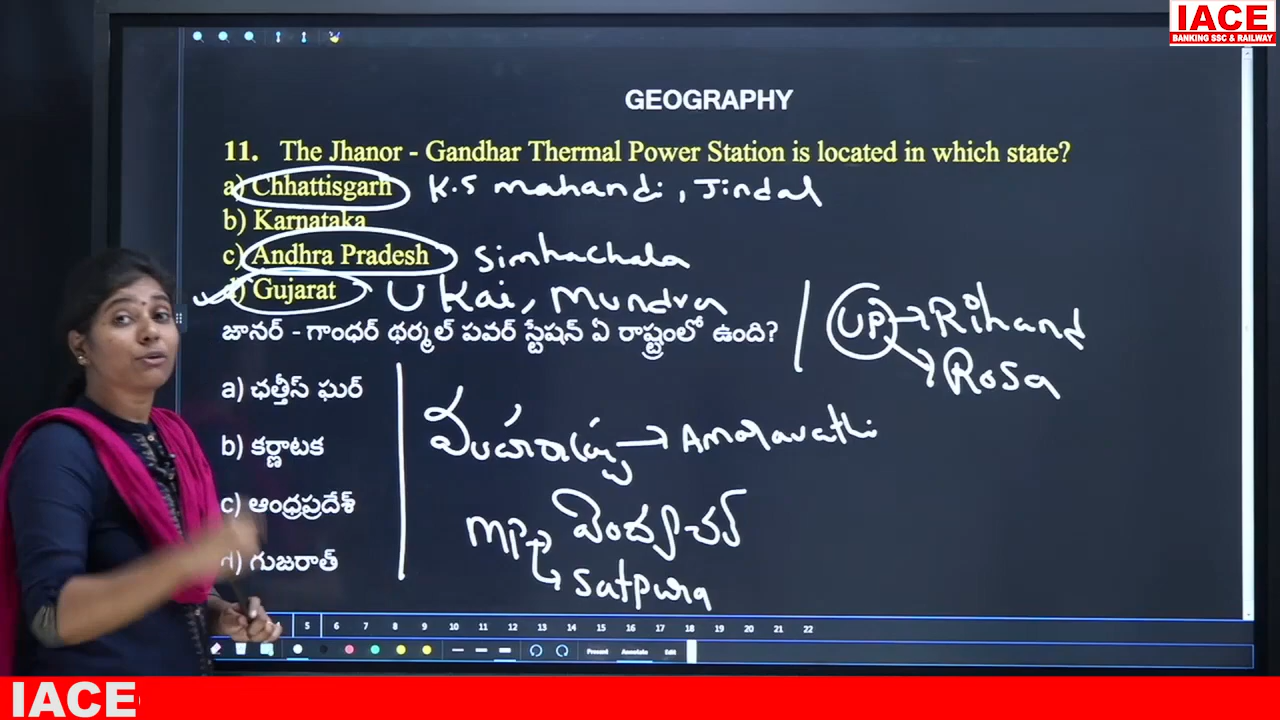 IACE
BANKING SSC & RAILWAY
GEOGRAPHY
11. The Jhanor - Gandhar Thermal Power Station is located in which state?
a) Chhattisgarh K.S mahandi, Jindal
b) Karnataka
c) Andhra Pradesh Simhachala
d) Gujarat UKai, Mundra
UP → Rihand
→ Rosa
జానర్ - గాంధర్ థర్మల్ పవర్ స్టేషన్ ఏ రాష్ట్రంలో ఉంది?
a) ఛత్తీస్ ఘర్
b) కర్ణాటక
c) ఆంధ్రప్రదేశ్
d) గుజరాత్
→ Amaravathi
MP →
→ Satpura
5 6 7 8 9 10 11 12 13 14 15 16 17 18 19 20 21 22
Present Annotate Edit
IACE